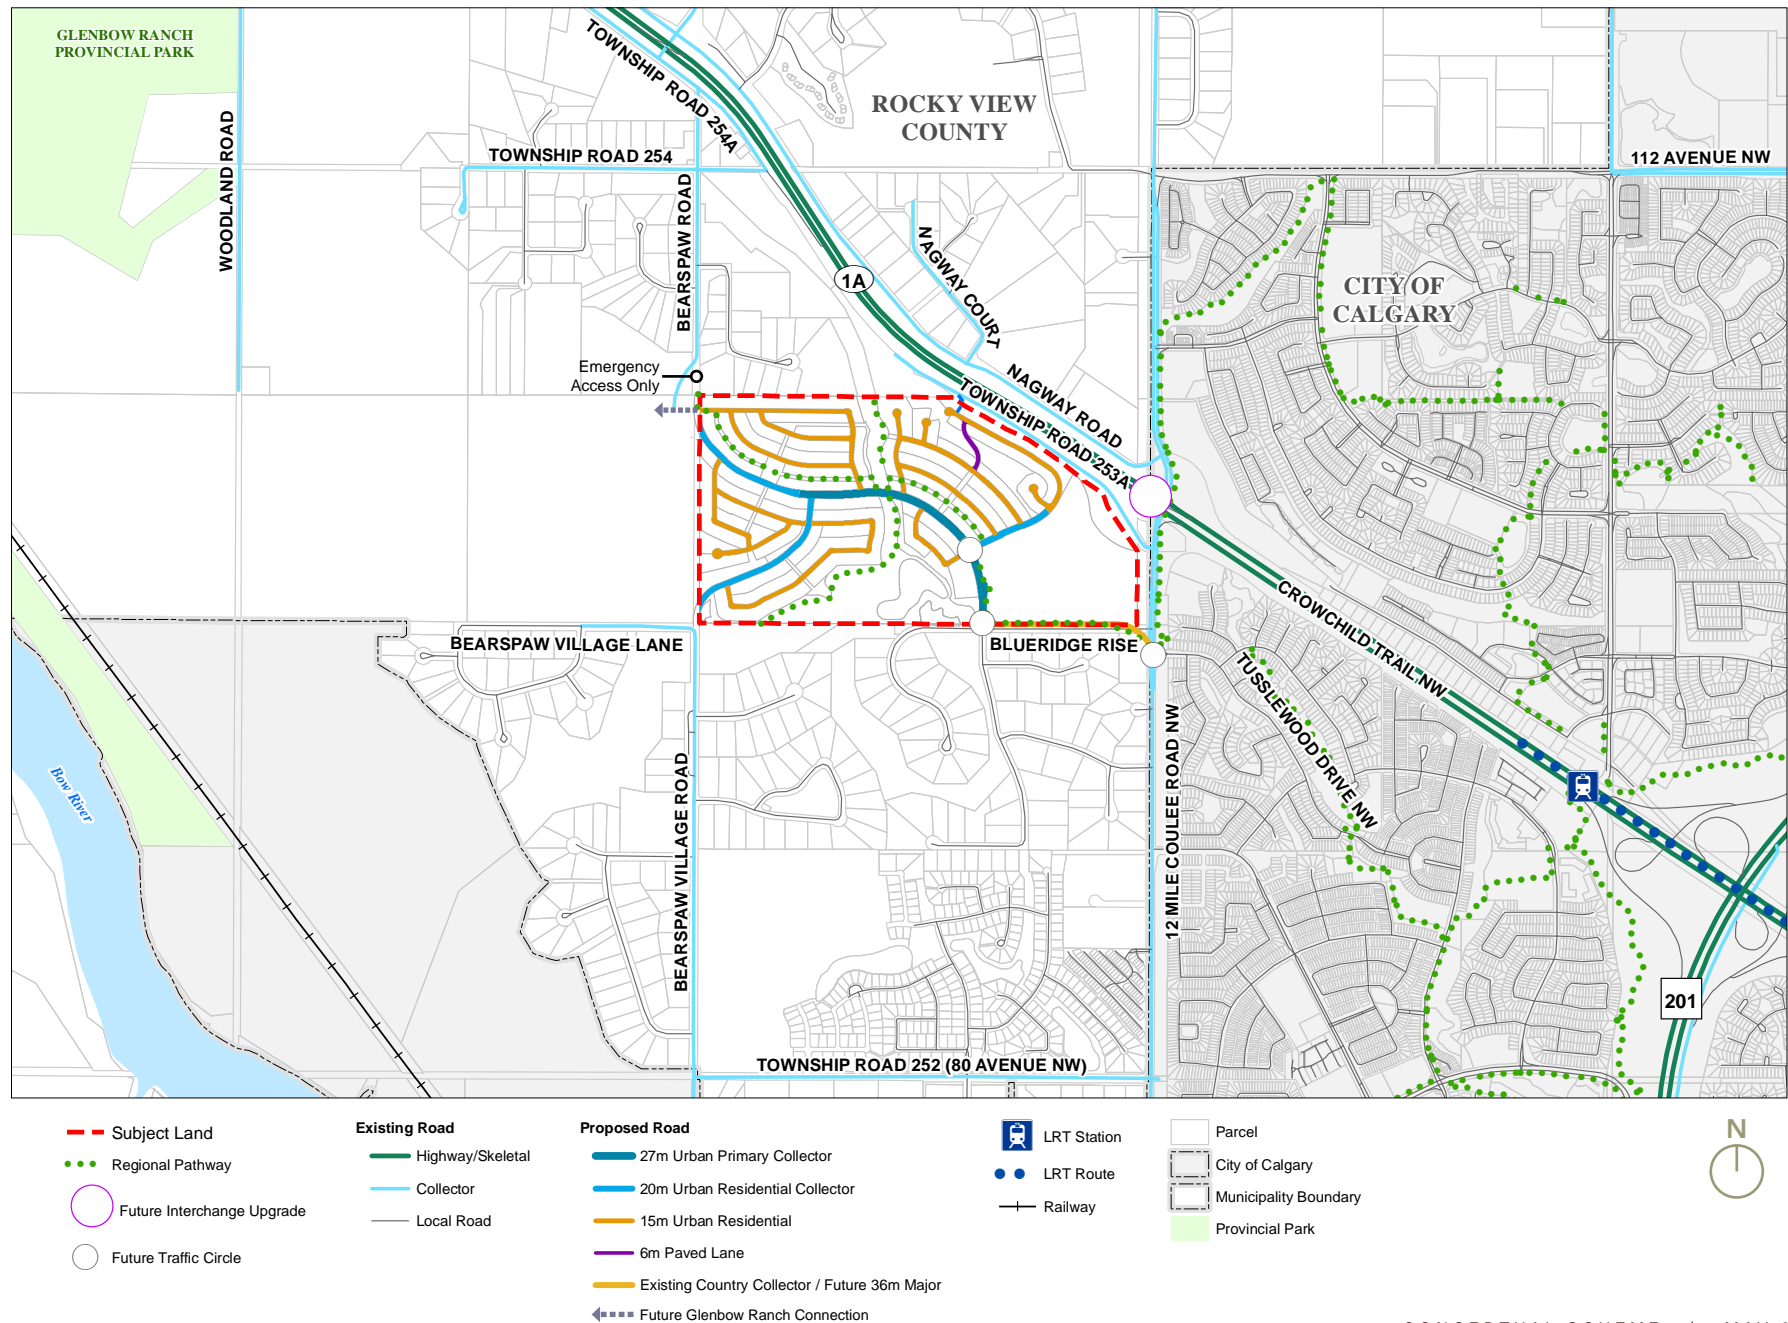 GLENBOW RANCH
PROVINCIAL PARK
WOODLAND ROAD
TOWNSHIP ROAD 254A
TOWNSHIP ROAD 254
BEARSPAW ROAD
ROCKY VIEW
COUNTY
1A
NAGWAY COURT
NAGWAY ROAD
TOWNSHIP ROAD 253A
112 AVENUE NW
CITY OF
CALGARY
Emergency
Access Only
BEARSPAW VILLAGE LANE
BLUERIDGE RISE
CROWCHILD TRAIL NW
TUSSLEWOOD DRIVE NW
12 MILE COULEE ROAD NW
BEARSPAW VILLAGE ROAD
Bow River
201
TOWNSHIP ROAD 252 (80 AVENUE NW)
Subject Land
Regional Pathway
Future Interchange Upgrade
Future Traffic Circle
Existing Road
Highway/Skeletal
Collector
Local Road
Proposed Road
27m Urban Primary Collector
20m Urban Residential Collector
15m Urban Residential
6m Paved Lane
Existing Country Collector / Future 36m Major
Future Glenbow Ranch Connection
LRT Station
LRT Route
Railway
Parcel
City of Calgary
Municipality Boundary
Provincial Park
N